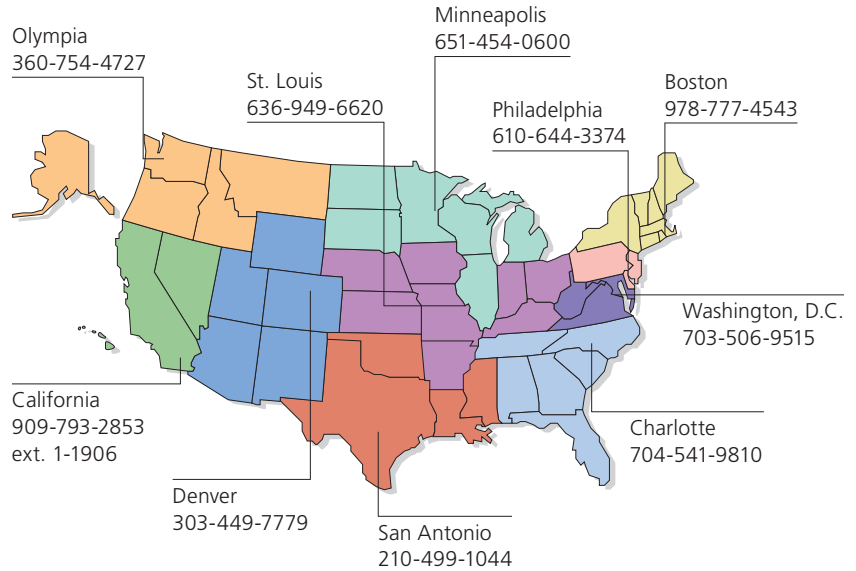 Minneapolis
651-454-0600
Olympia
360-754-4727
St. Louis
636-949-6620
Boston
978-777-4543
Philadelphia
610-644-3374
Washington, D.C.
703-506-9515
California
909-793-2853
ext. 1-1906
Charlotte
704-541-9810
Denver
303-449-7779
San Antonio
210-499-1044